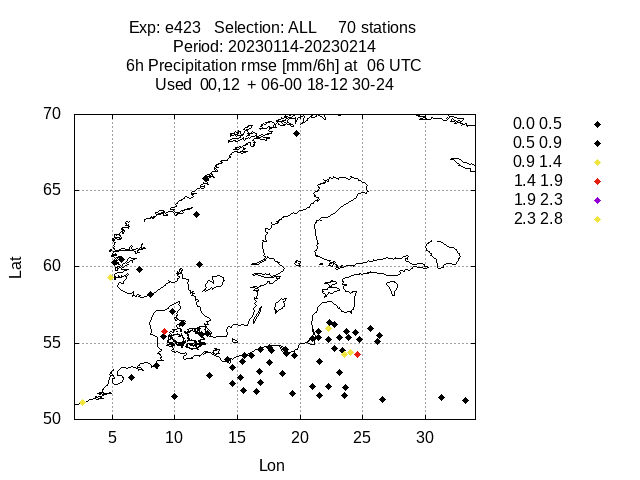 Exp: e423 Selection: ALL 70 stations
Period: 20230114-20230214
6h Precipitation rmse [mm/6h] at 06 UTC
Used 00,12 + 06-00 18-12 30-24
70
65
60
55
50
Lat
5 10 15 20 25 30
Lon
0.0 0.5
0.5 0.9
0.9 1.4
1.4 1.9
1.9 2.3
2.3 2.8